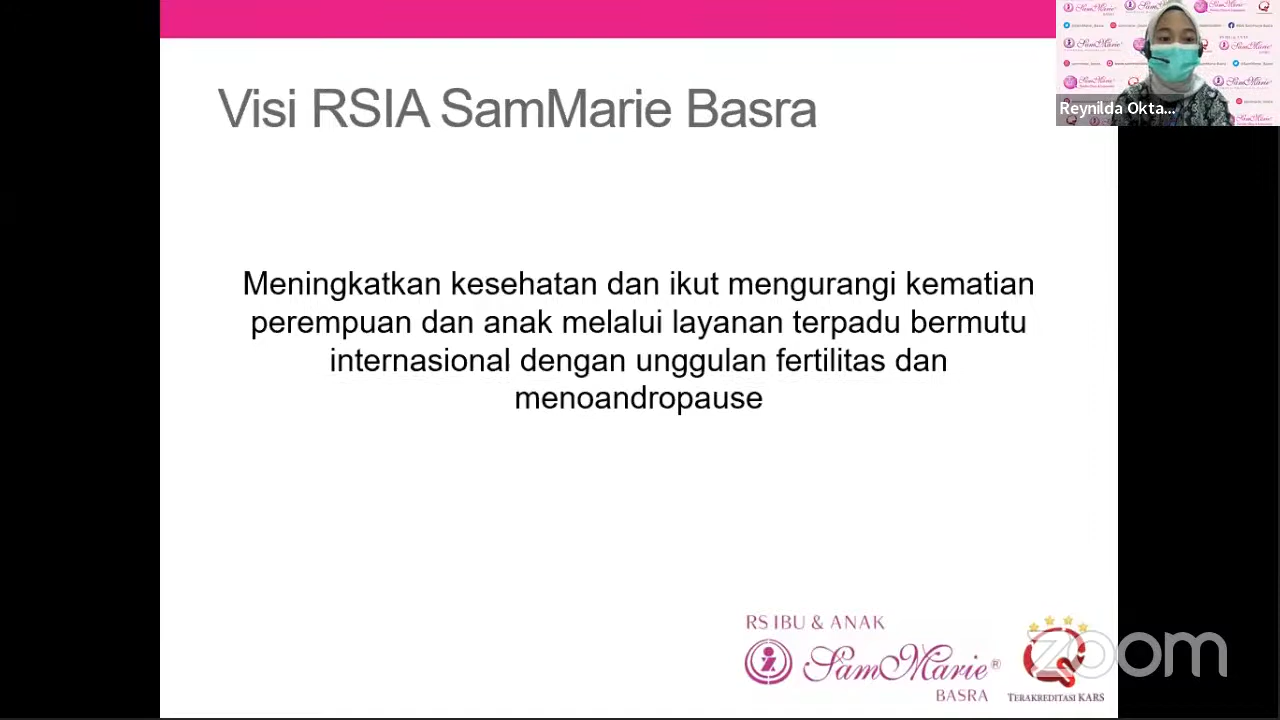 Visi RSIA SamMarie Basra
Reynilda Okta...
Meningkatkan kesehatan dan ikut mengurangi kematian
perempuan dan anak melalui layanan terpadu bermutu
internasional dengan unggulan fertilitas dan
menoandropause
RS IBU & ANAK
SamMarie®
BASRA
TERAKREDITASI KARS
zoom